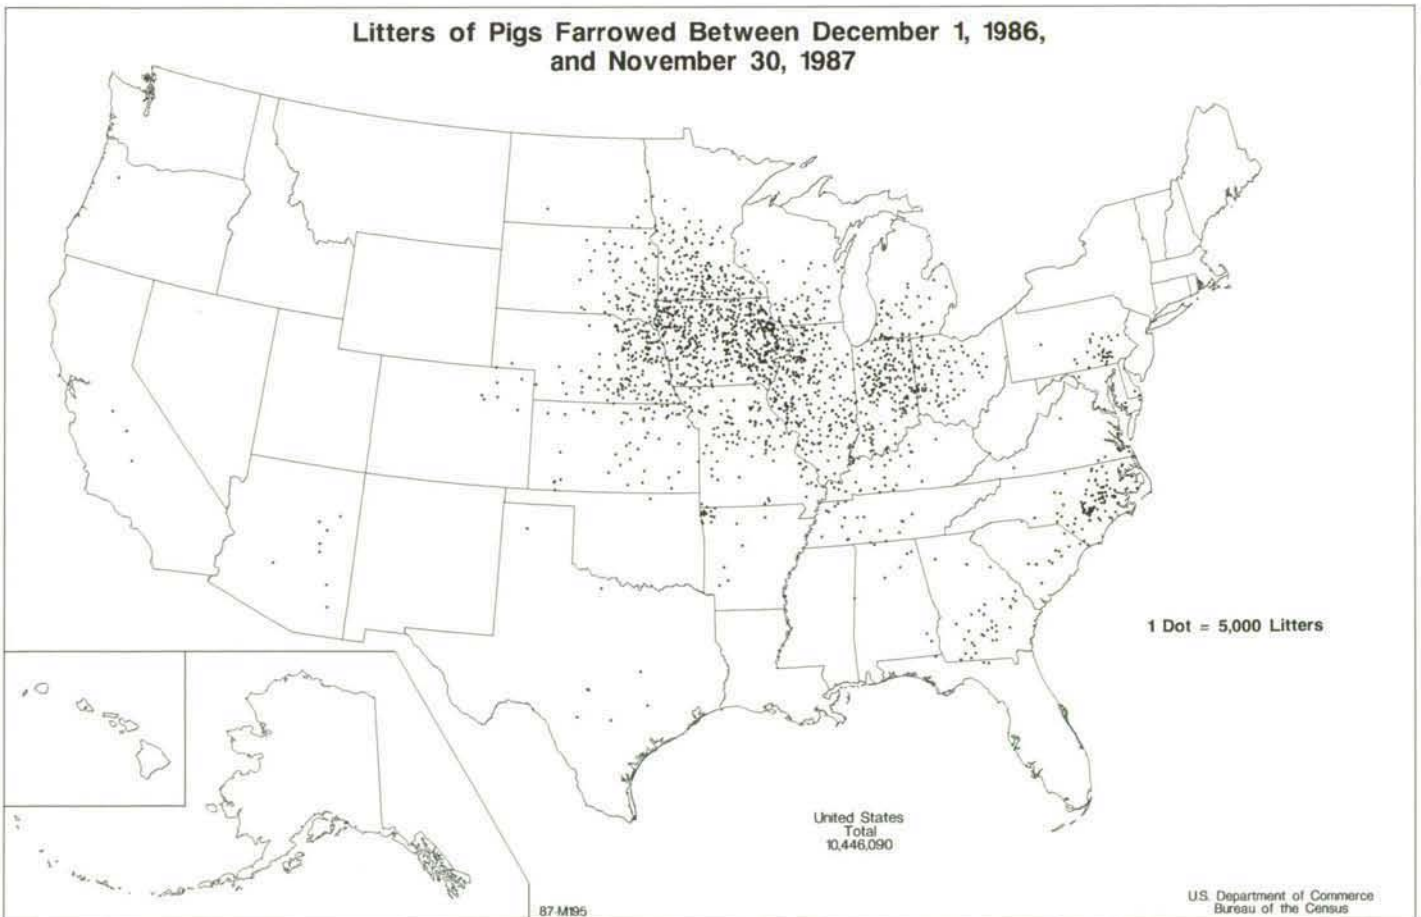 Litters of Pigs Farrowed Between December 1, 1986,
and November 30, 1987
1 Dot = 5,000 Litters
United States
Total
10,446,090
87-M195
U.S. Department of Commerce
Bureau of the Census